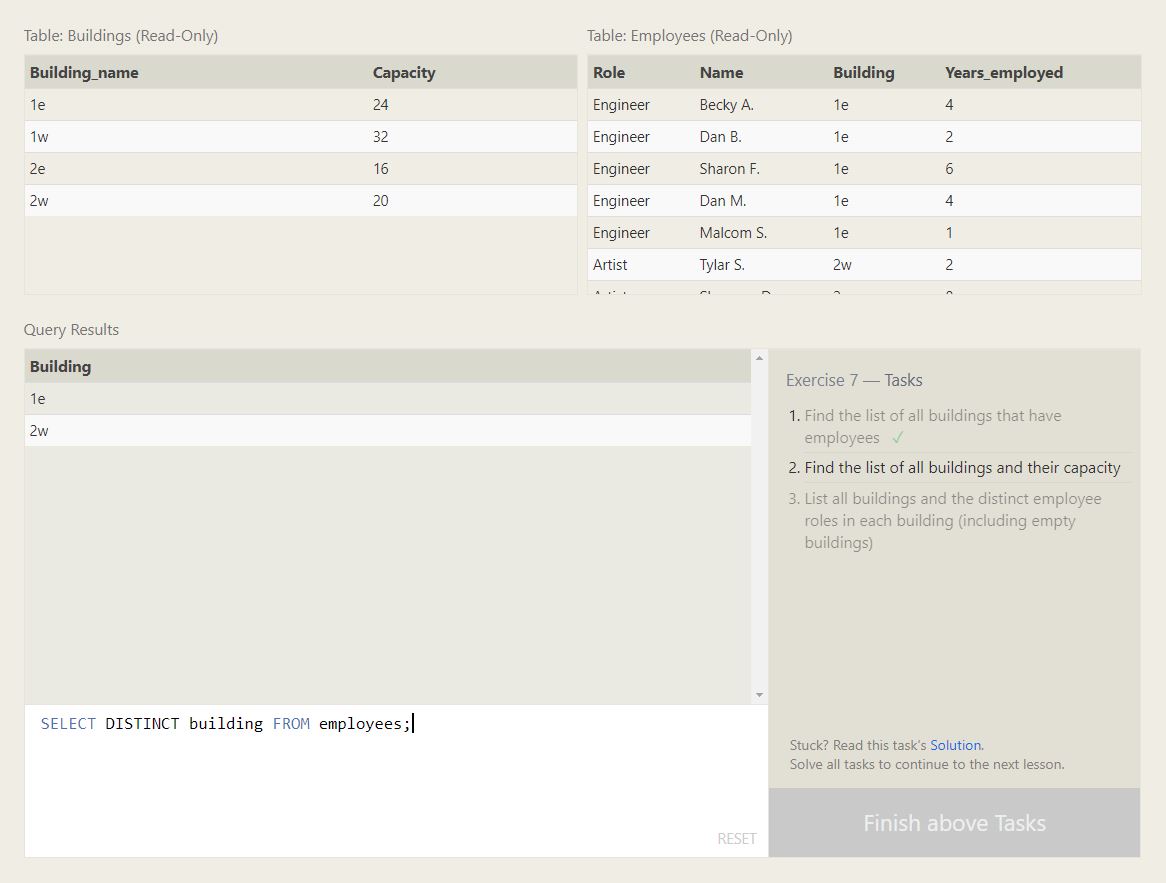 Table: Buildings (Read-Only)
Building_name Capacity
1e 24
1w 32
2e 16
2w 20
Table: Employees (Read-Only)
Role Name Building Years_employed
Engineer Becky A. 1e 4
Engineer Dan B. 1e 2
Engineer Sharon F. 1e 6
Engineer Dan M. 1e 4
Engineer Malcom S. 1e 1
Artist Tylar S. 2w 2
Query Results
Building
1e
2w
SELECT DISTINCT building FROM employees;
RESET
Exercise 7 — Tasks
1. Find the list of all buildings that have
employees ✓
2. Find the list of all buildings and their capacity
3. List all buildings and the distinct employee
roles in each building (including empty
buildings)
Stuck? Read this task's Solution.
Solve all tasks to continue to the next lesson.
Finish above Tasks